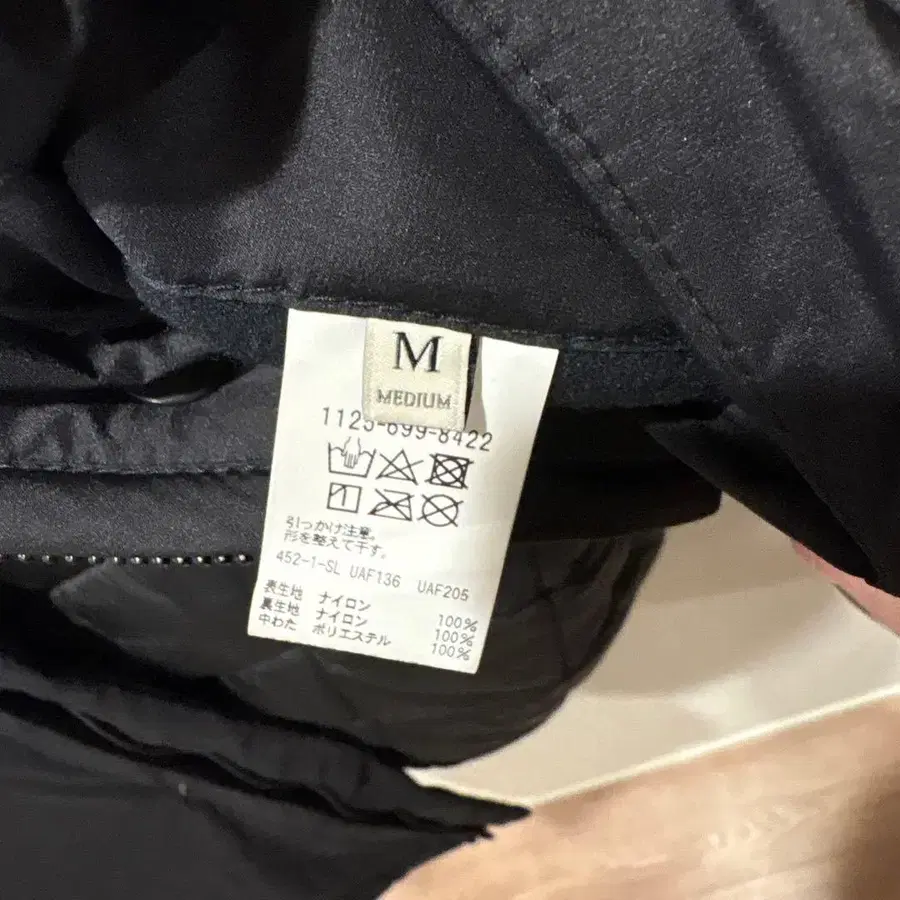 M
MEDIUM
1125-699-8422
引っかけ注意。
形を整えて干す。
452-1-SL UAF136 UAF205
表生地 ナイロン 100%
裏生地 ナイロン 100%
中わた ポリエステル 100%